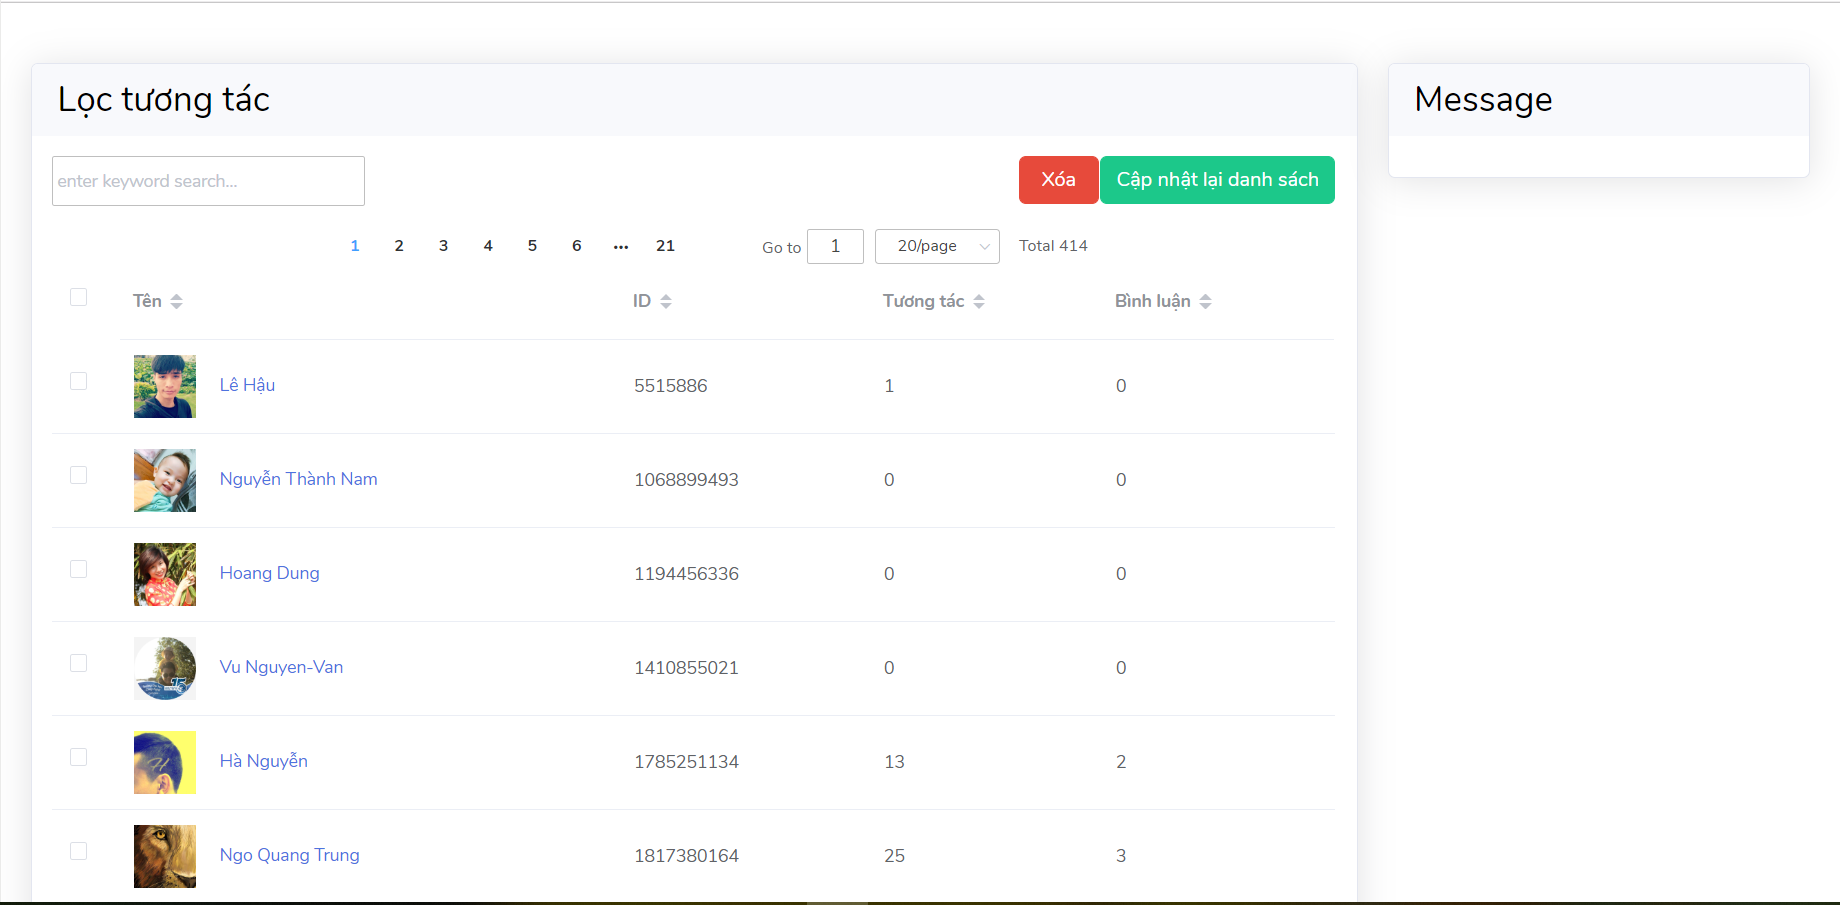 Lọc tương tác
Message
enter keyword search...
Xóa
Cập nhật lại danh sách
1 2 3 4 5 6 ... 21 Go to 1 20/page Total 414
Tên ID Tương tác Bình luận
Lê Hậu 5515886 1 0
Nguyễn Thành Nam 1068899493 0 0
Hoang Dung 1194456336 0 0
Vu Nguyen-Van 1410855021 0 0
Hà Nguyễn 1785251134 13 2
Ngo Quang Trung 1817380164 25 3